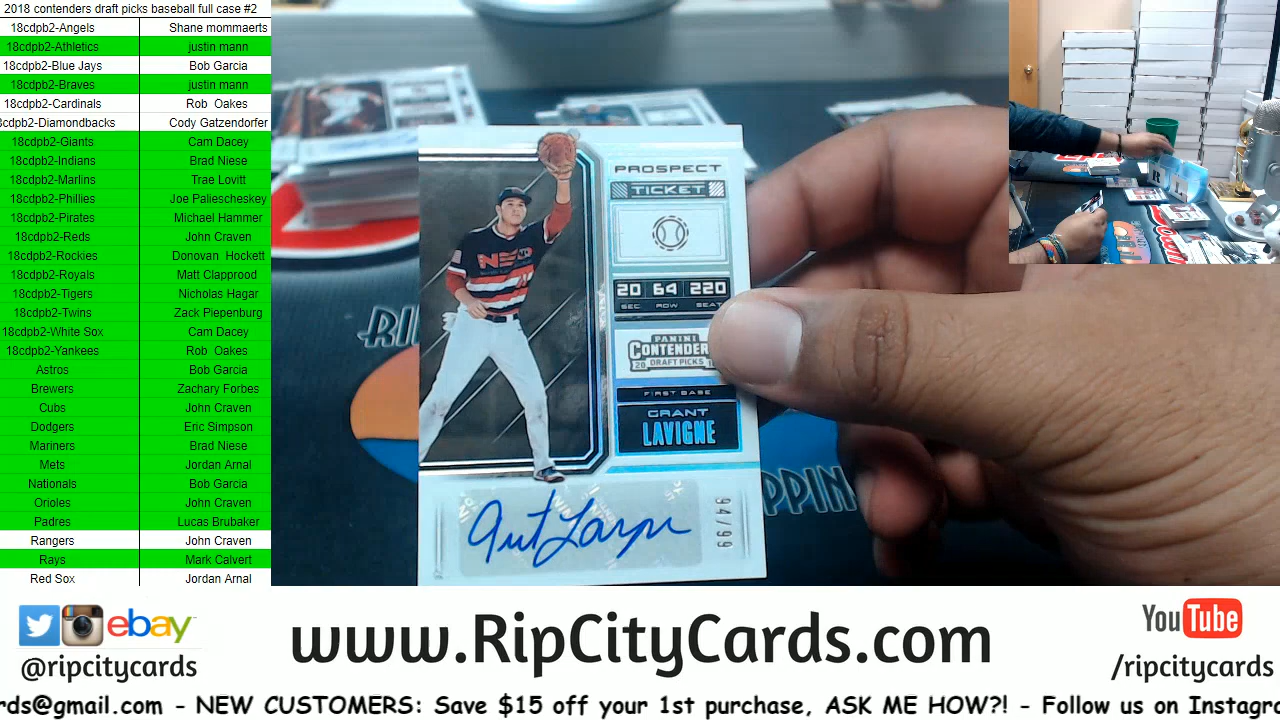 2018 contenders draft picks baseball full case #2
18cdpb2-Angels Shane mommaerts
18cdpb2-Athletics justin mann
18cdpb2-Blue Jays Bob Garcia
18cdpb2-Braves justin mann
18cdpb2-Cardinals Rob Oakes
8cdpb2-Diamondbacks Cody Gatzendorfer
18cdpb2-Giants Cam Dacey
18cdpb2-Indians Brad Niese
18cdpb2-Marlins Trae Lovitt
18cdpb2-Phillies Joe Paliescheskey
18cdpb2-Pirates Michael Hammer
18cdpb2-Reds John Craven
18cdpb2-Rockies Donovan Hockett
18cdpb2-Royals Matt Clapprood
18cdpb2-Tigers Nicholas Hagar
18cdpb2-Twins Zack Piepenburg
18cdpb2-White Sox Cam Dacey
18cdpb2-Yankees Rob Oakes
Astros Bob Garcia
Brewers Zachary Forbes
Cubs John Craven
Dodgers Eric Simpson
Mariners Brad Niese
Mets Jordan Arnal
Nationals Bob Garcia
Orioles John Craven
Padres Lucas Brubaker
Rangers John Craven
Rays Mark Calvert
Red Sox Jordan Arnal
PROSPECT
TICKET
20 64 220
SEC ROW SEAT
PANINI
CONTENDER
20 DRAFT PICKS
FIRST BASE
GRANT
LAVIGNE
94/99
RIP
PPIN
ebay
@ripcitycards
www.RipCityCards.com
YouTube
/ripcitycards
rds@gmail.com - NEW CUSTOMERS: Save $15 off your 1st purchase, ASK ME HOW?! - Follow us on Instagra